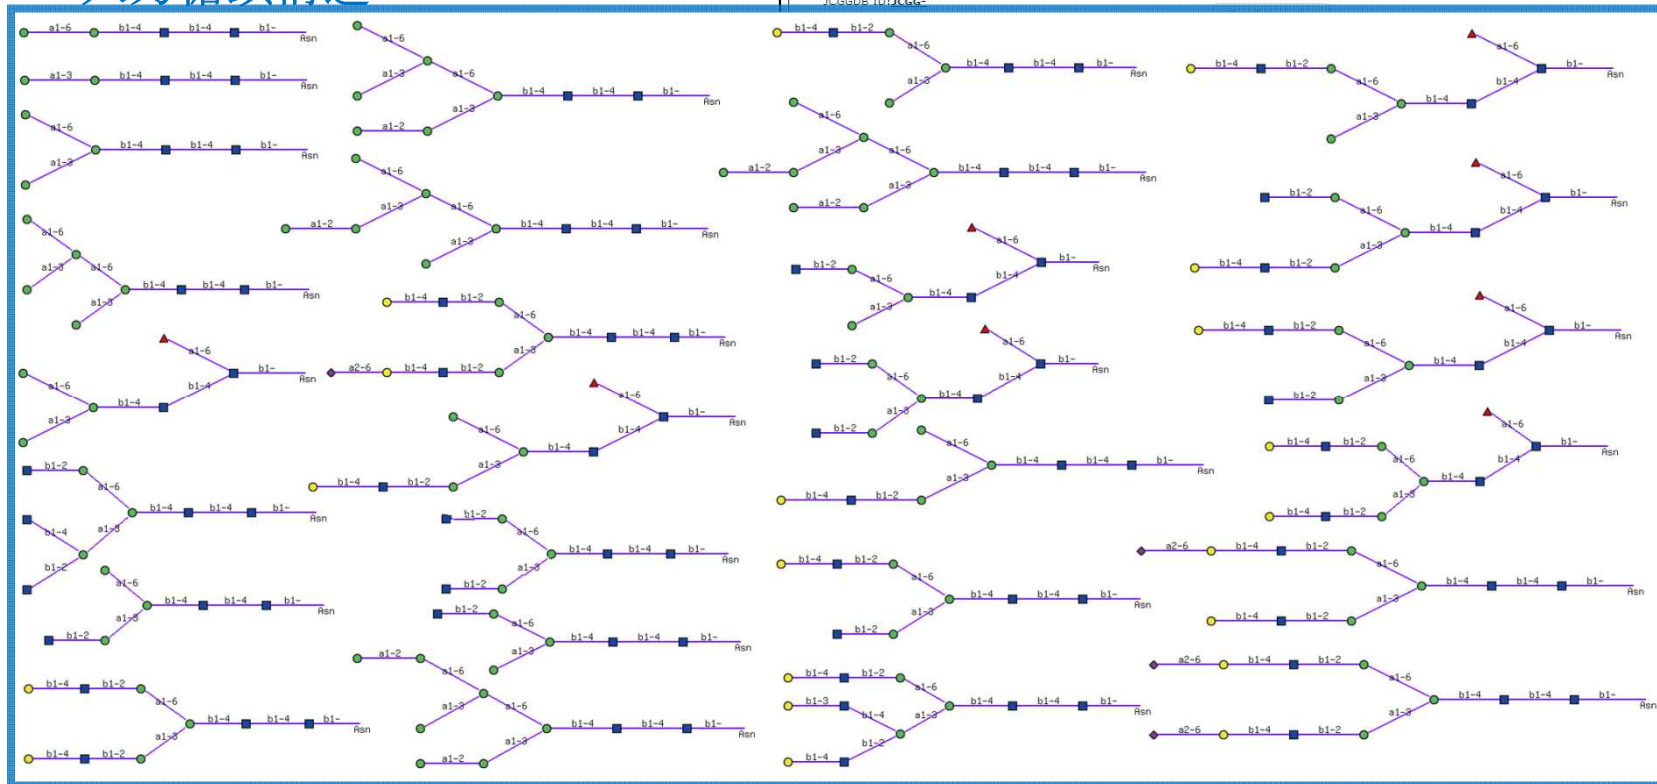 JCGGDB ID:JCGG-
a1-6 b1-4 b1-4 b1- Asn
a1-3 b1-4 b1-4 b1- Asn
a1-6
b1-4 b1-4 b1- Asn
a1-3
a1-6
a1-3 a1-6
b1-4 b1-4 b1- Asn
a1-3
a1-6
b1- Asn
a1-6 b1-4
b1-4
a1-3
b1-2
a1-6
b1-4 b1-4 b1-4 b1- Asn
a1-3
b1-2
a1-6
b1-4 b1-4 b1- Asn
a1-3
b1-2
b1-4 b1-2
a1-6
b1-4 b1-4 b1- Asn
a1-3
b1-4 b1-2
a1-6
a1-3 a1-6
b1-4 b1-4 b1- Asn
a1-3
a1-2
a1-6
a1-3 a1-6
a1-2 b1-4 b1-4 b1- Asn
a1-3
b1-4 b1-2
a1-6
b1-4 b1-4 b1- Asn
a1-3
a2-6 b1-4 b1-2
a1-6
b1- Asn
a1-6 b1-4
b1-4
a1-3
b1-4 b1-2
b1-2
a1-6
b1-4 b1-4 b1- Asn
a1-3
b1-2
b1-2
a1-6
b1-4 b1-4 b1- Asn
a1-3
a1-2
a1-6
a1-3 a1-6
b1-4 b1-4 b1- Asn
a1-3
a1-2
b1-4 b1-2
a1-6
b1-4 b1-4 b1- Asn
a1-3
a1-6
a1-3 a1-6
a1-2 b1-4 b1-4 b1- Asn
a1-3
a1-2
a1-6
b1- Asn
b1-2 a1-6 b1-4
b1-4
a1-3
a1-6
b1-2 b1- Asn
a1-6 b1-4
b1-4
a1-3
b1-2
a1-6
b1-4 b1-4 b1- Asn
a1-3
b1-4 b1-2
b1-4 b1-2
a1-6
b1-4 b1-4 b1- Asn
a1-3
b1-2
b1-4 b1-2
a1-6
b1-3 b1-4 b1-4 b1-4 b1- Asn
a1-3
b1-2
b1-4
a1-6
b1-4 b1-2 b1- Asn
a1-6 b1-4
b1-4
a1-3
a1-6
b1-2 b1- Asn
a1-6 b1-4
b1-4
a1-3
b1-4 b1-2
a1-6
b1-4 b1-2 b1- Asn
a1-6 b1-4
b1-4
a1-3
b1-2
a1-6
b1-4 b1-2 b1- Asn
a1-6 b1-4
b1-4
a1-3
b1-4 b1-2
a2-6 b1-4 b1-2
a1-6
b1-4 b1-4 b1- Asn
a1-3
b1-4 b1-2
a2-6 b1-4 b1-2
a1-6
b1-4 b1-4 b1- Asn
a1-3
a2-6 b1-4 b1-2